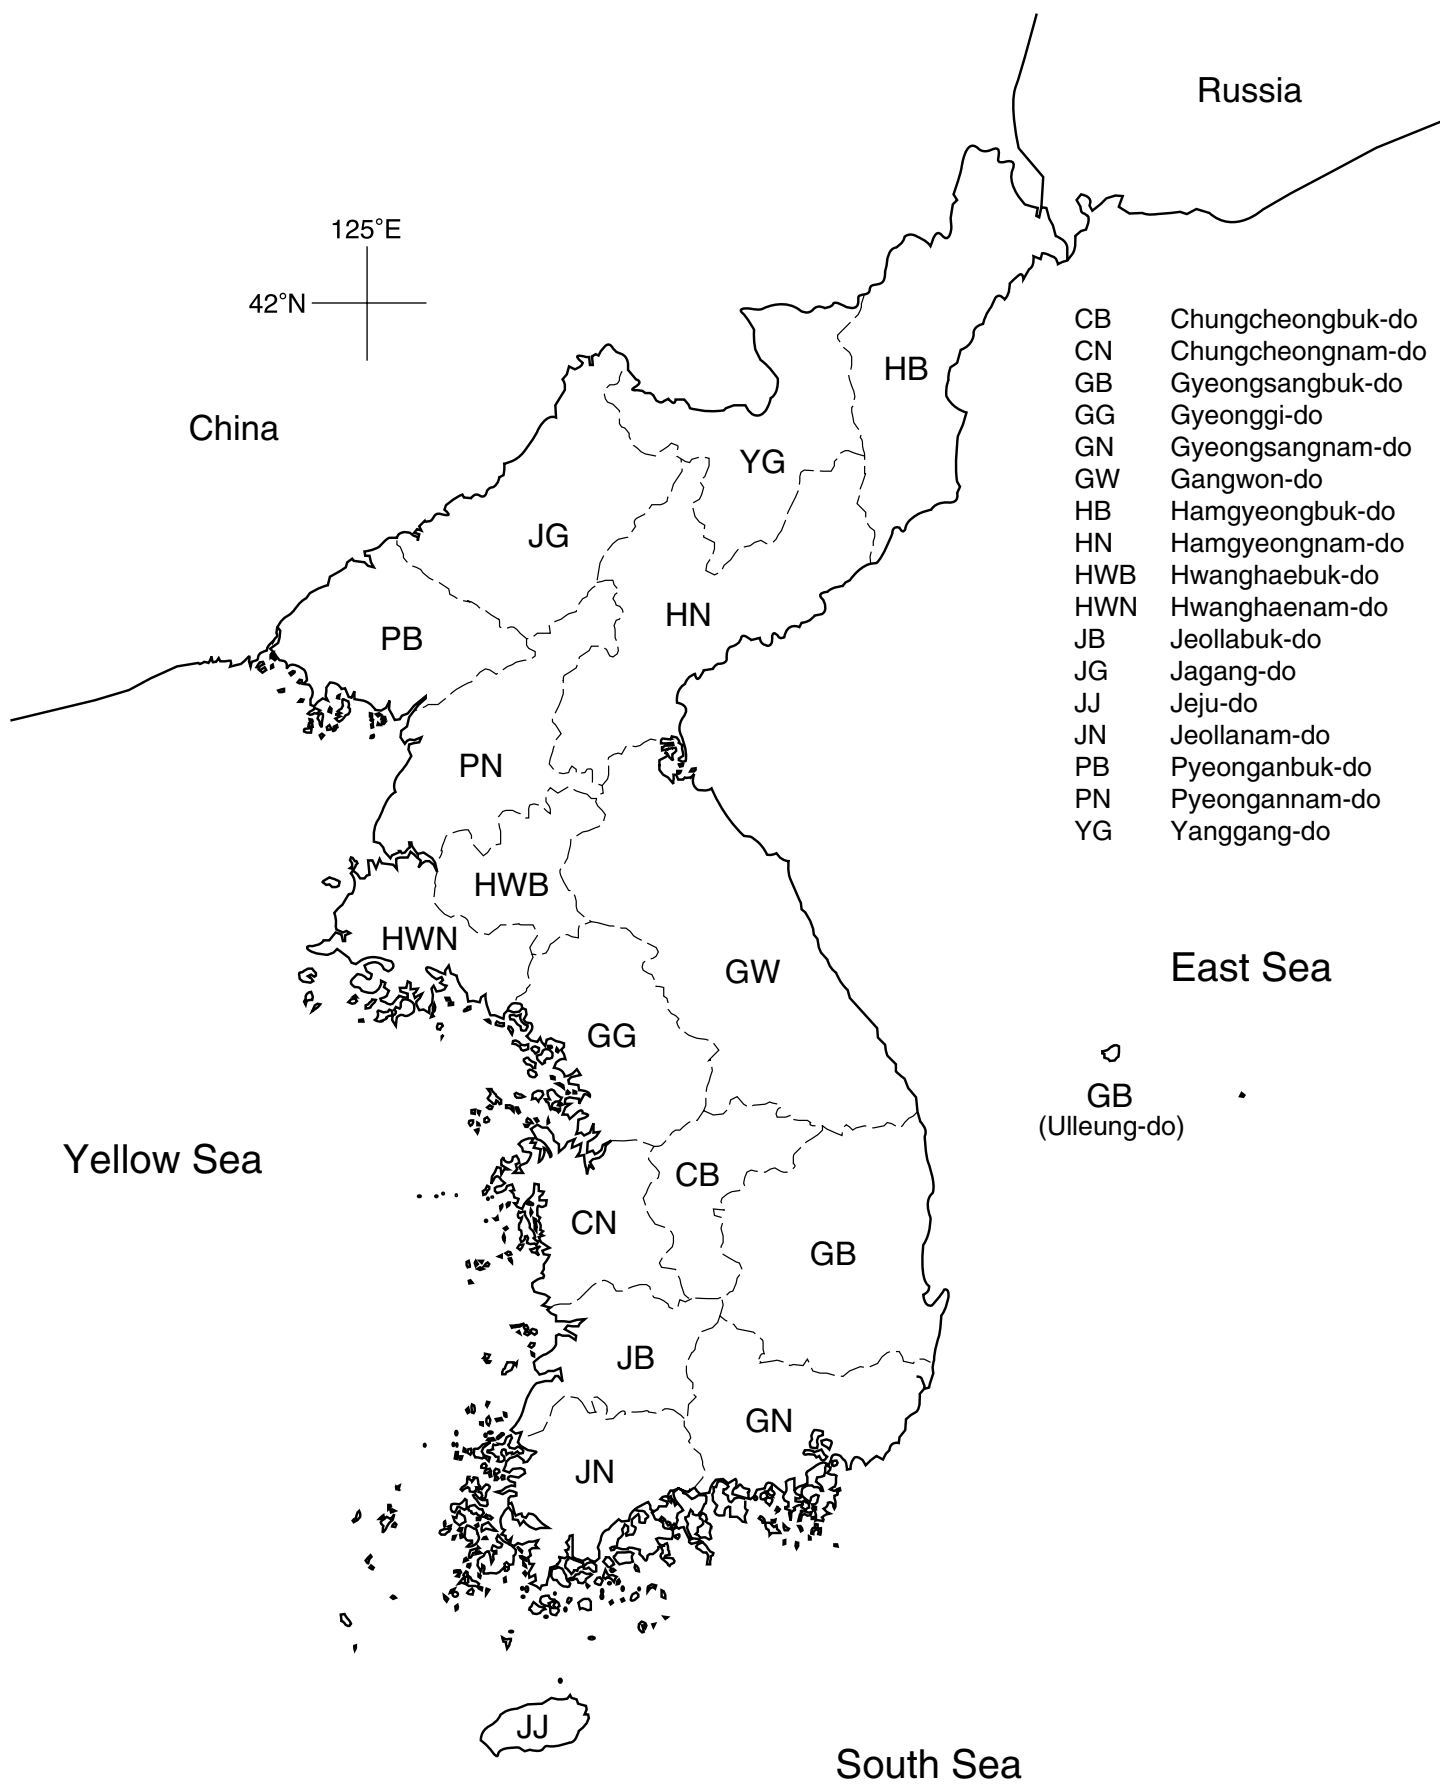 Russia
125°E
42°N
China
CB Chungcheongbuk-do
CN Chungcheongnam-do
GB Gyeongsangbuk-do
GG Gyeonggi-do
GN Gyeongsangnam-do
GW Gangwon-do
HB Hamgyeongbuk-do
HN Hamgyeongnam-do
HWB Hwanghaebuk-do
HWN Hwanghaenam-do
JB Jeollabuk-do
JG Jagang-do
JJ Jeju-do
JN Jeollanam-do
PB Pyeonganbuk-do
PN Pyeongannam-do
YG Yanggang-do
HB
YG
JG
HN
PB
PN
HWB
HWN
GW
East Sea
GG
GB
(Ulleung-do)
Yellow Sea
CB
CN
GB
JB
GN
JN
JJ
South Sea